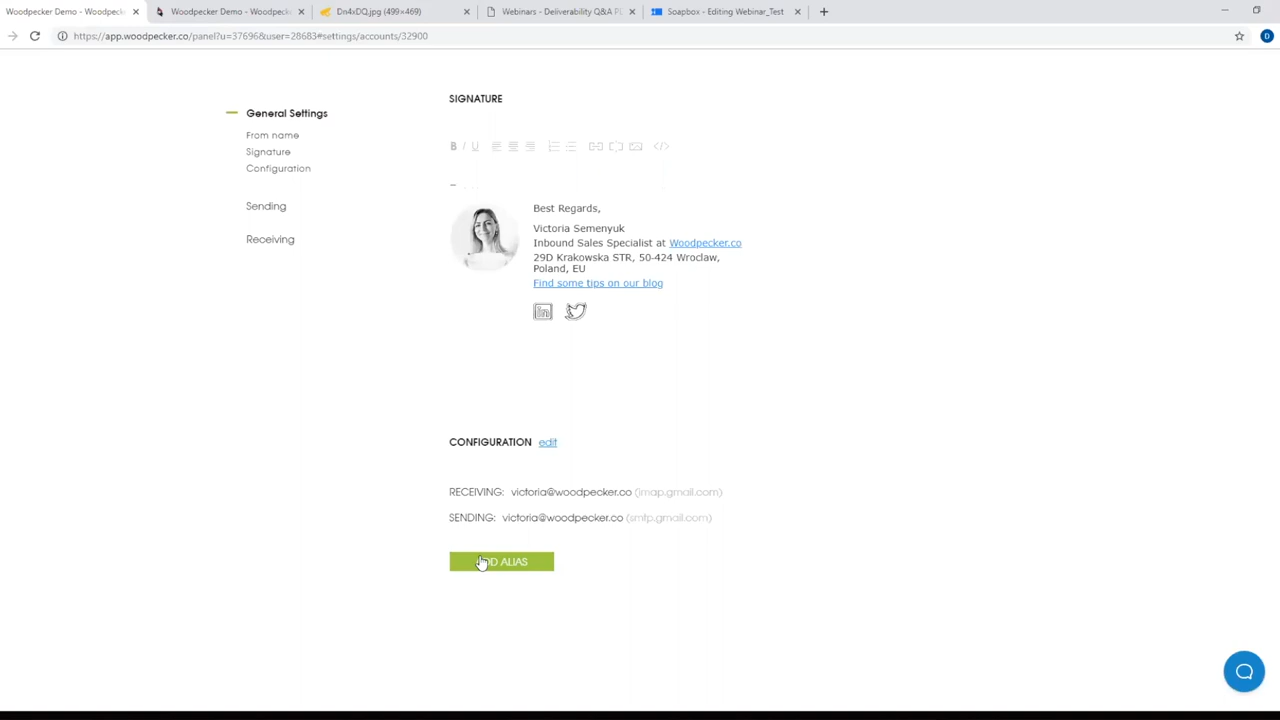 Woodpecker Demo - Woodpeck
Woodpecker Demo - Woodpec
Dn4xDQ.jpg (499×469)
Webinars - Deliverability Q&A Pl
Soapbox - Editing Webinar_Test
https://app.woodpecker.co/panel?u=37696&user=28683#settings/accounts/32900
D
General Settings
From name
Signature
Configuration
Sending
Receiving
SIGNATURE
B I U
Best Regards,
Victoria Semenyuk
Inbound Sales Specialist at Woodpecker.co
29D Krakowska STR, 50-424 Wroclaw,
Poland, EU
Find some tips on our blog
in
CONFIGURATION edit
RECEIVING: victoria@woodpecker.co (imap.gmail.com)
SENDING: victoria@woodpecker.co (smtp.gmail.com)
ADD ALIAS